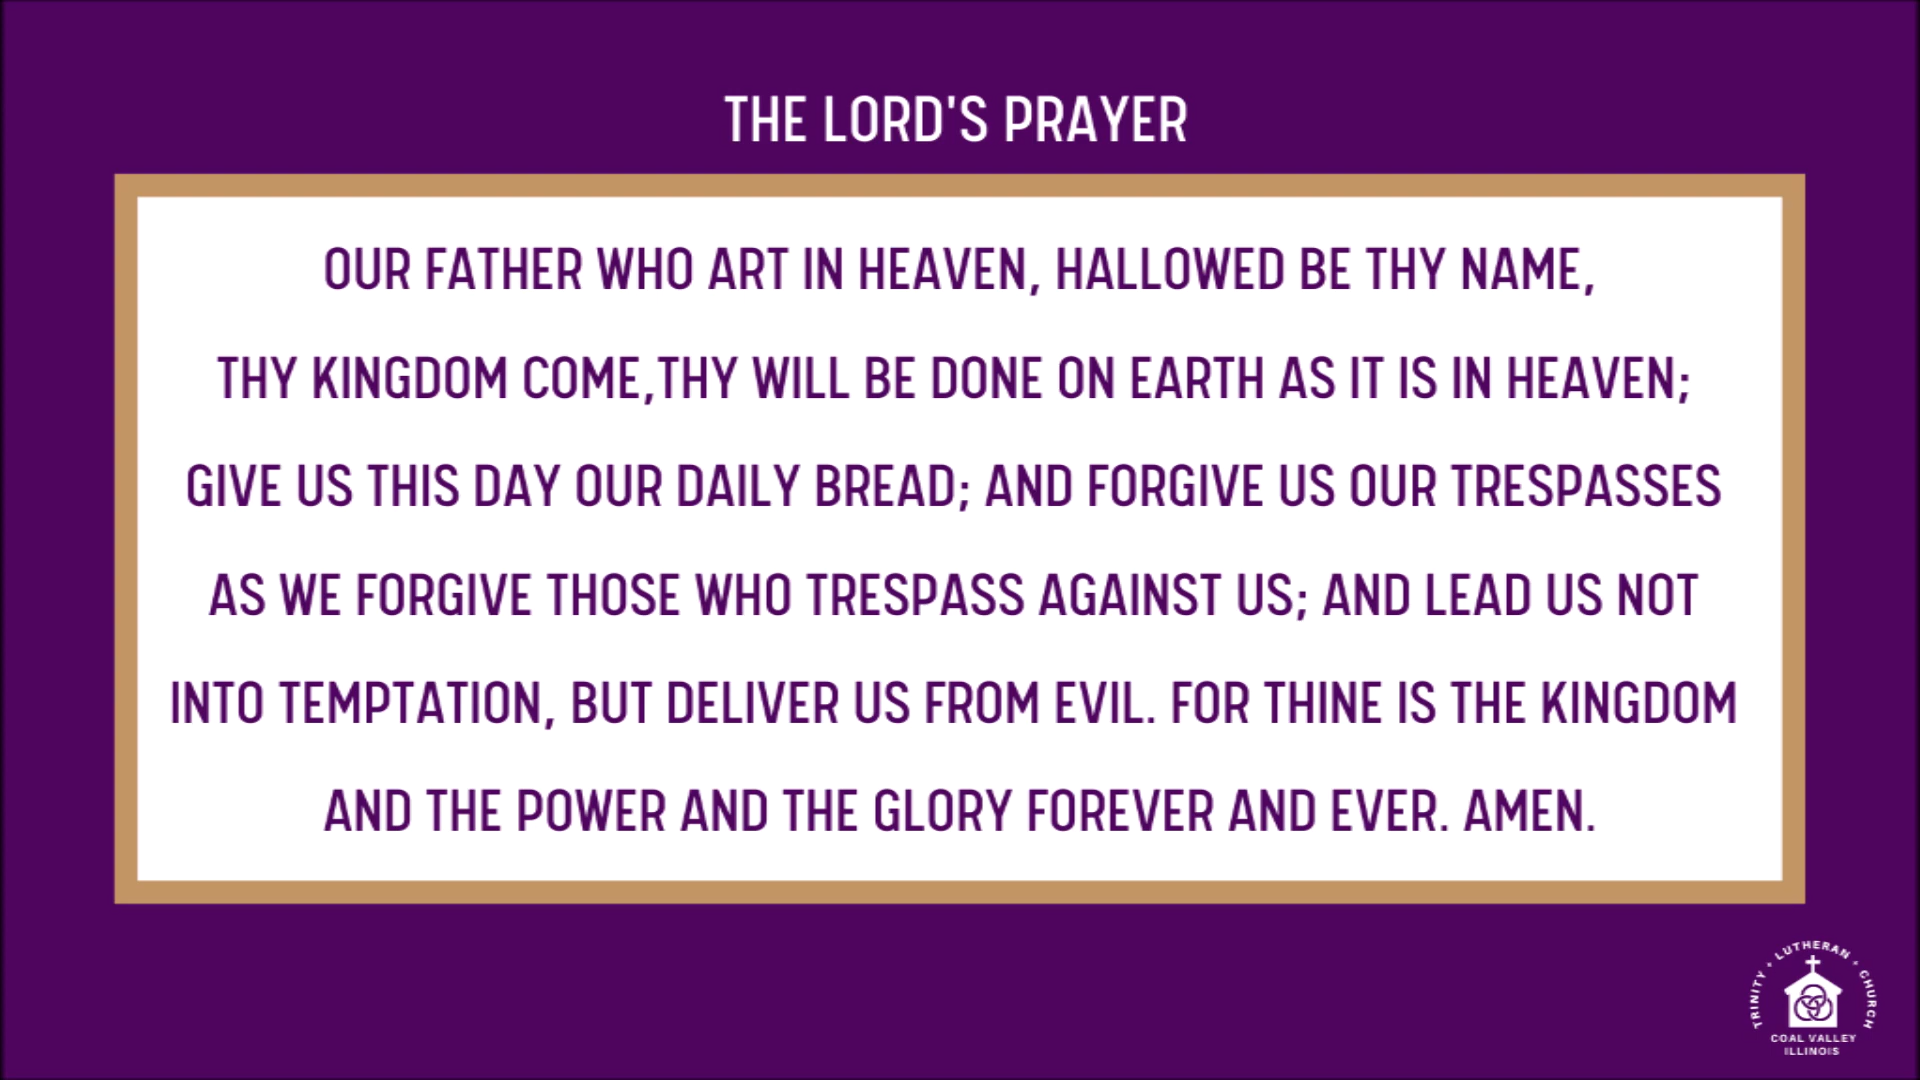 THE LORD'S PRAYER
OUR FATHER WHO ART IN HEAVEN, HALLOWED BE THY NAME,
THY KINGDOM COME,THY WILL BE DONE ON EARTH AS IT IS IN HEAVEN;
GIVE US THIS DAY OUR DAILY BREAD; AND FORGIVE US OUR TRESPASSES
AS WE FORGIVE THOSE WHO TRESPASS AGAINST US; AND LEAD US NOT
INTO TEMPTATION, BUT DELIVER US FROM EVIL. FOR THINE IS THE KINGDOM
AND THE POWER AND THE GLORY FOREVER AND EVER. AMEN.
TRINITY + LUTHERAN + CHURCH
COAL VALLEY
ILLINOIS